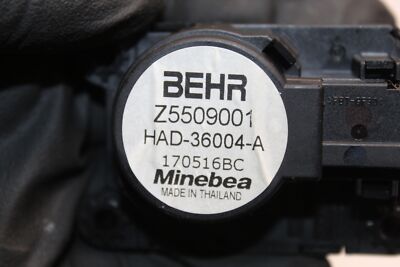 BEHR
Z5509001
HAD-36004-A
170516BC
Minebea
MADE IN THAILAND